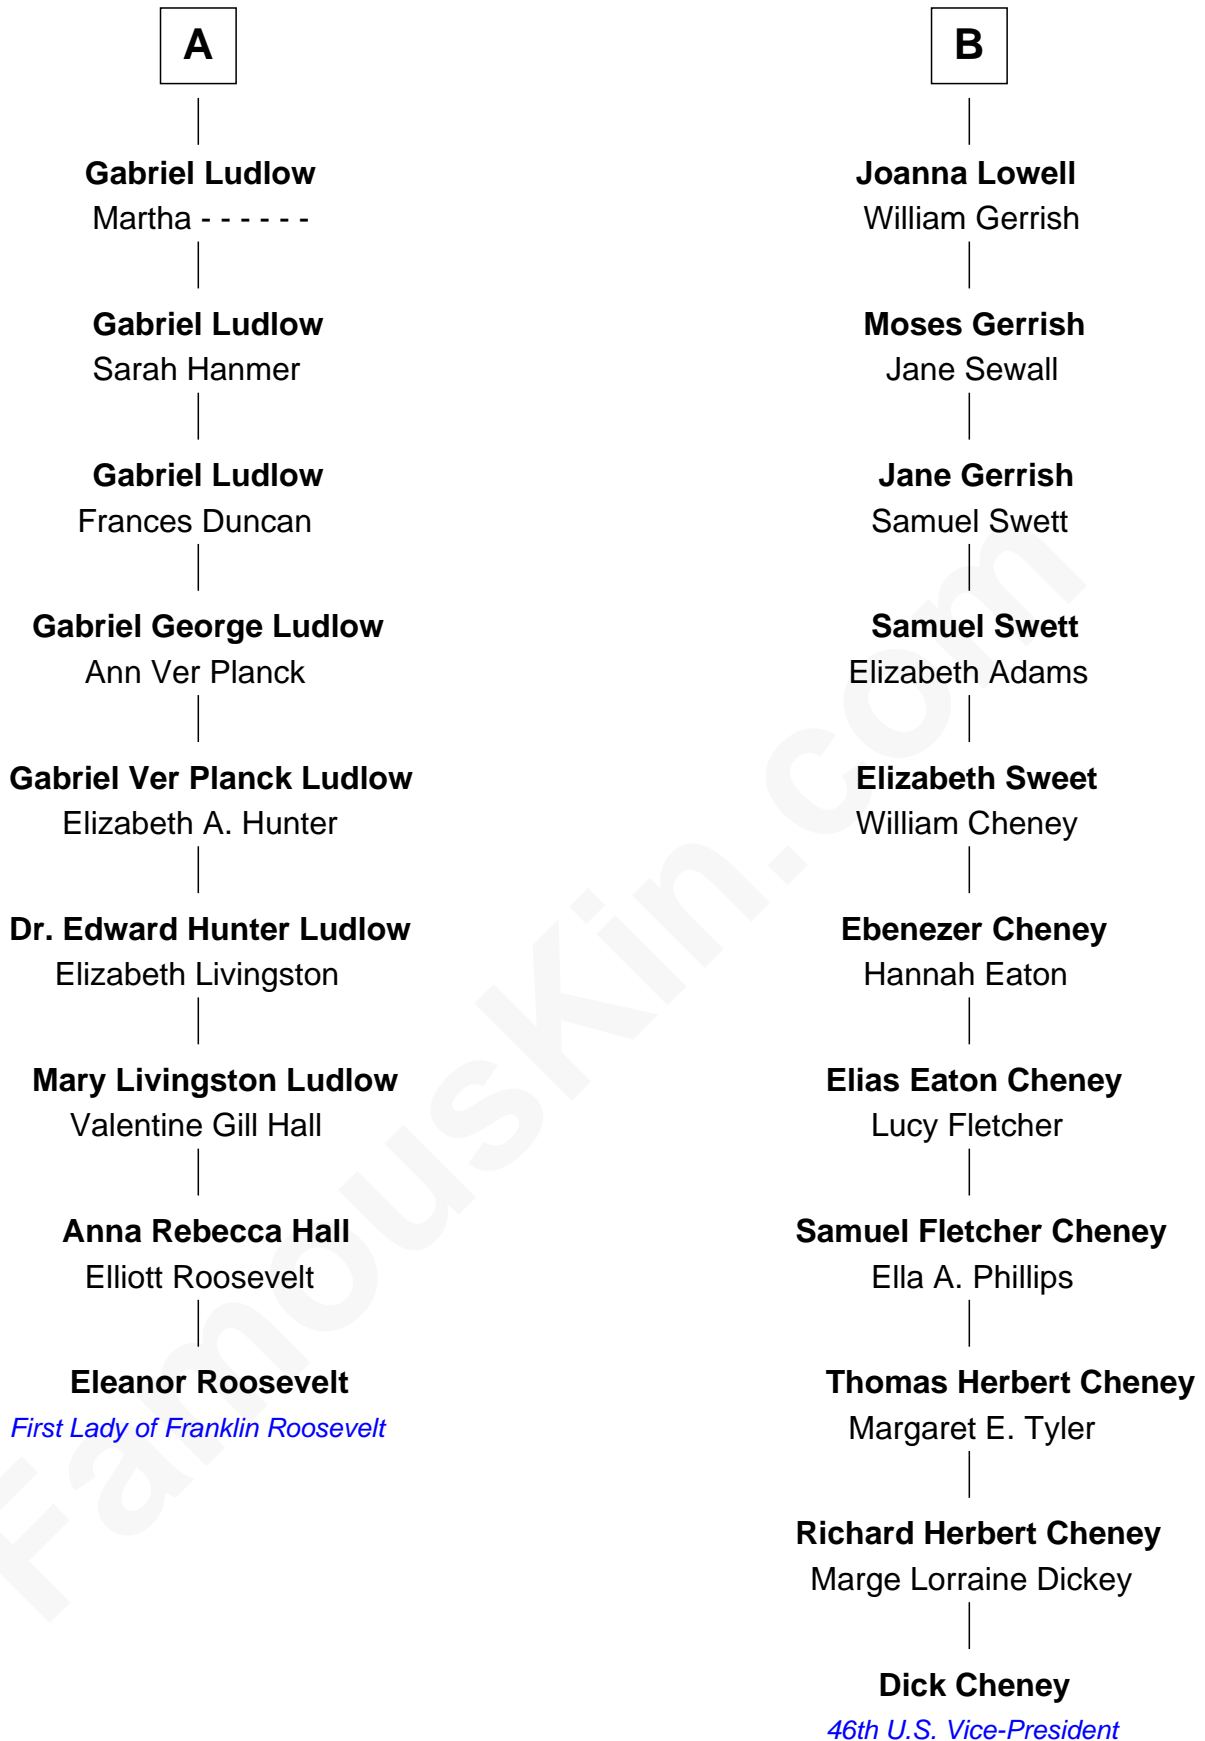 A
Gabriel Ludlow
Martha - - - - - -
Gabriel Ludlow
Sarah Hanmer
Gabriel Ludlow
Frances Duncan
Gabriel George Ludlow
Ann Ver Planck
Gabriel Ver Planck Ludlow
Elizabeth A. Hunter
Dr. Edward Hunter Ludlow
Elizabeth Livingston
Mary Livingston Ludlow
Valentine Gill Hall
Anna Rebecca Hall
Elliott Roosevelt
Eleanor Roosevelt
First Lady of Franklin Roosevelt
B
Joanna Lowell
William Gerrish
Moses Gerrish
Jane Sewall
Jane Gerrish
Samuel Swett
Samuel Swett
Elizabeth Adams
Elizabeth Sweet
William Cheney
Ebenezer Cheney
Hannah Eaton
Elias Eaton Cheney
Lucy Fletcher
Samuel Fletcher Cheney
Ella A. Phillips
Thomas Herbert Cheney
Margaret E. Tyler
Richard Herbert Cheney
Marge Lorraine Dickey
Dick Cheney
46th U.S. Vice-President
FamousKin.com